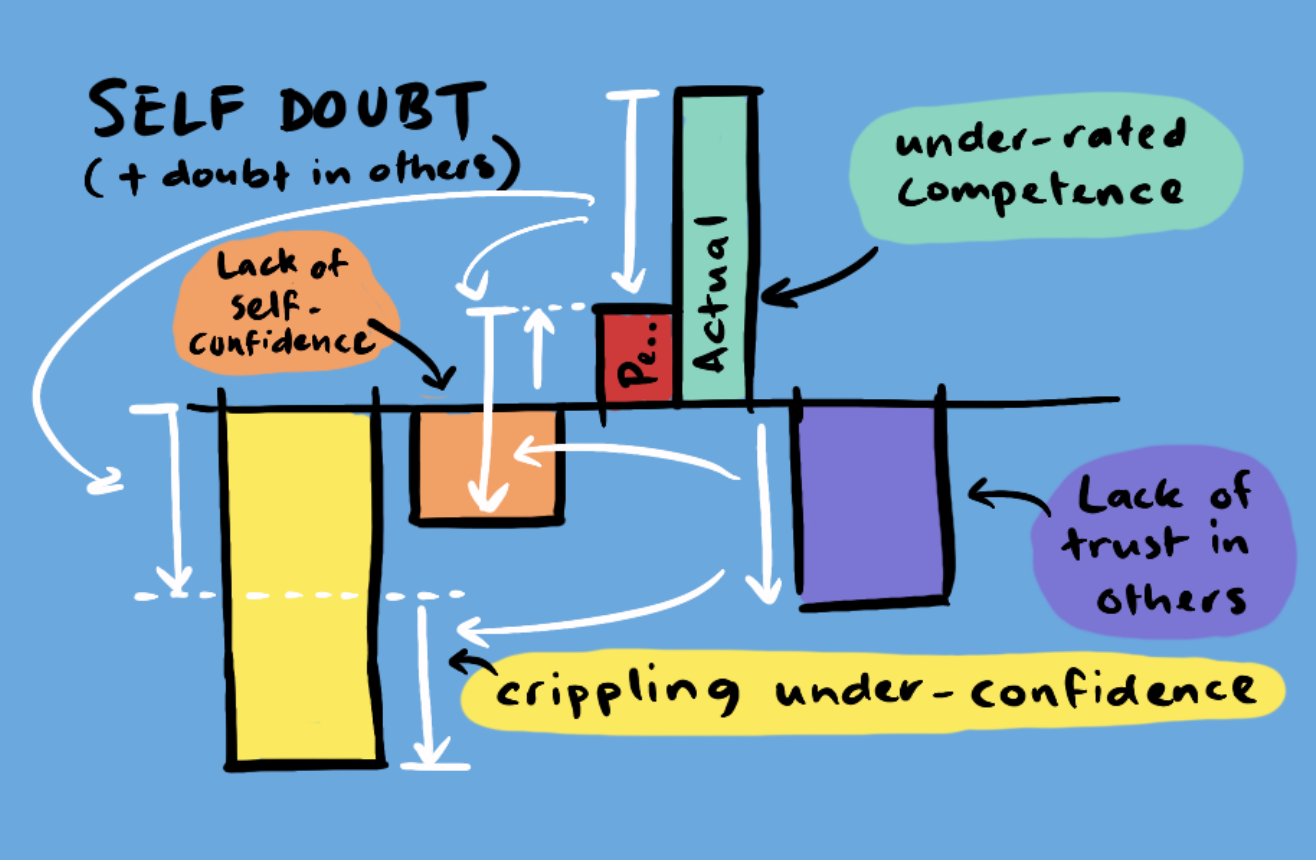 SELF DOUBT
(+ doubt in others)
under-rated
competence
Lack of
self-
confidence
Pe..
Actual
Lack of
trust in
others
crippling under-confidence